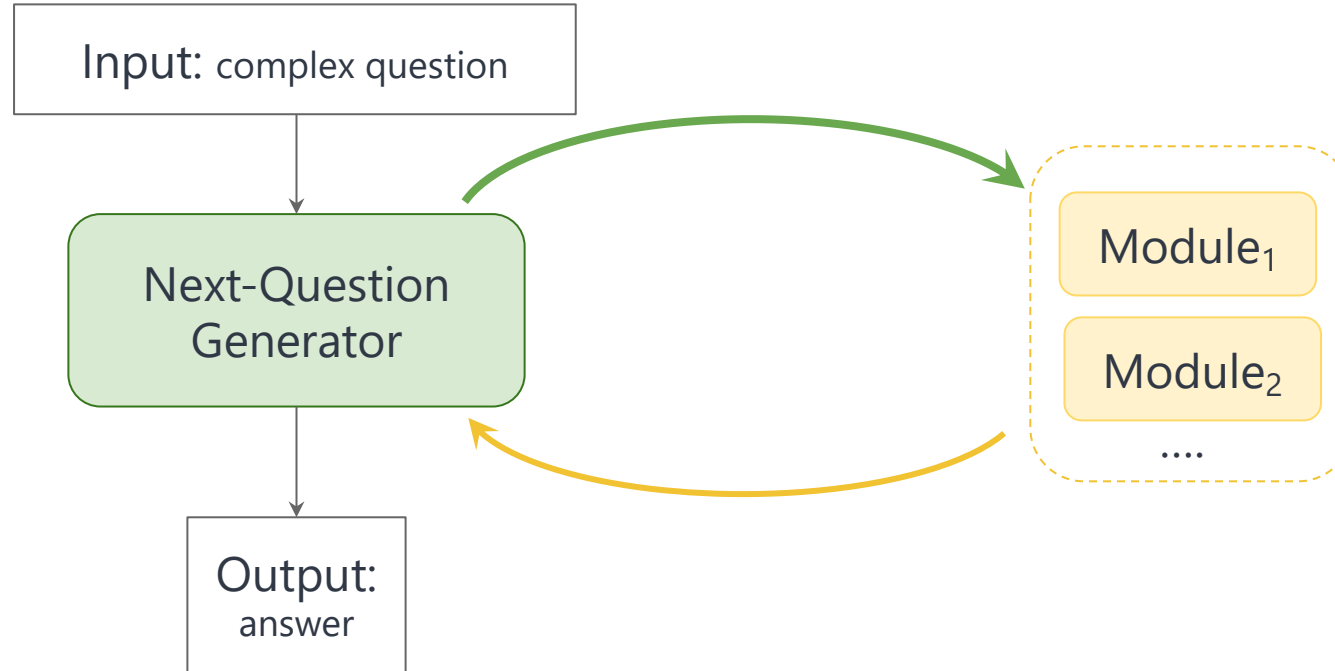 Input: complex question
Next-Question
Generator
Module₁
Module₂
....
Output:
answer